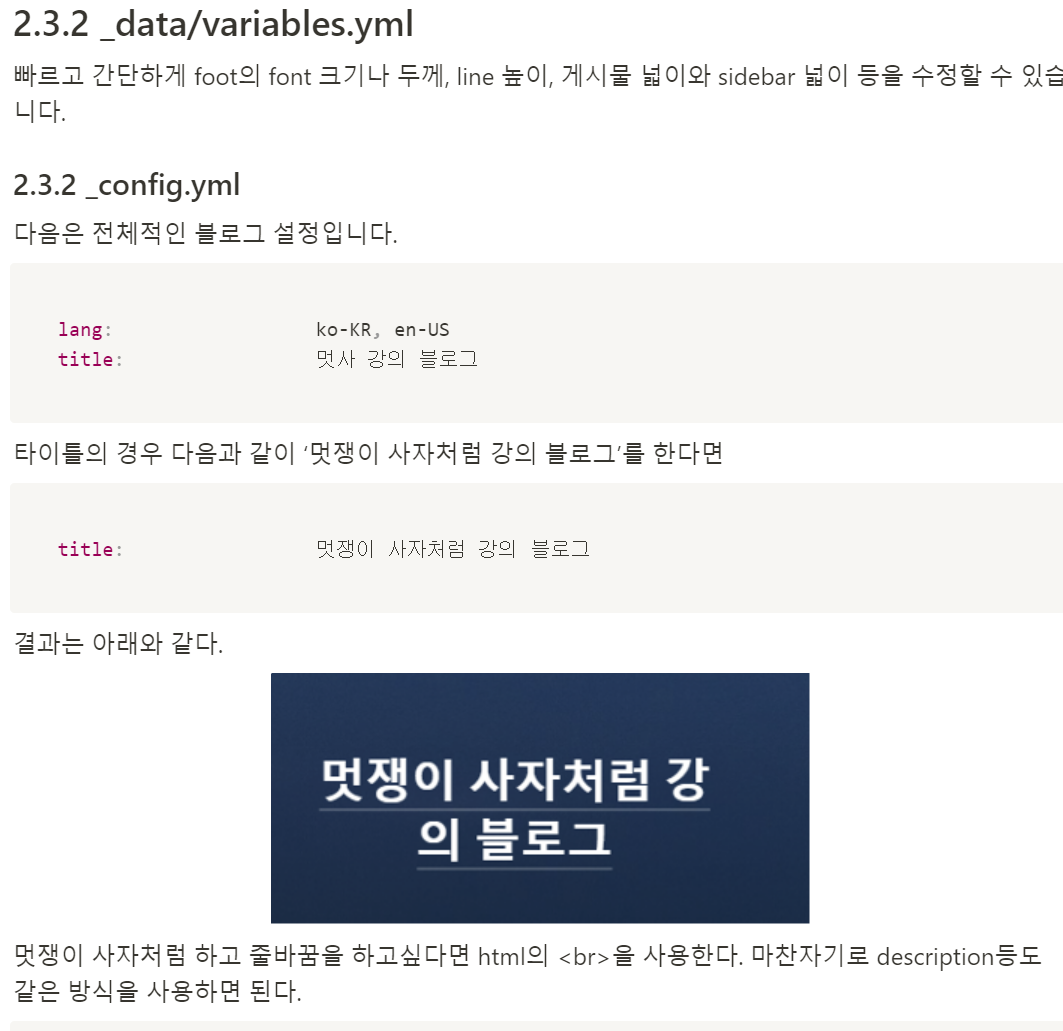 2.3.2 _data/variables.yml
빠르고 간단하게 foot의 font 크기나 두께, line 높이, 게시물 넓이와 sidebar 넓이 등을 수정할 수 있습
니다.
2.3.2 _config.yml
다음은 전체적인 블로그 설정입니다.
lang: ko-KR, en-US
title: 멋사 강의 블로그
타이틀의 경우 다음과 같이 ‘멋쟁이 사자처럼 강의 블로그’를 한다면
title: 멋쟁이 사자처럼 강의 블로그
결과는 아래와 같다.
멋쟁이 사자처럼 강
의 블로그
멋쟁이 사자처럼 하고 줄바꿈을 하고싶다면 html의 <br>을 사용한다. 마찬자기로 description등도
같은 방식을 사용하면 된다.